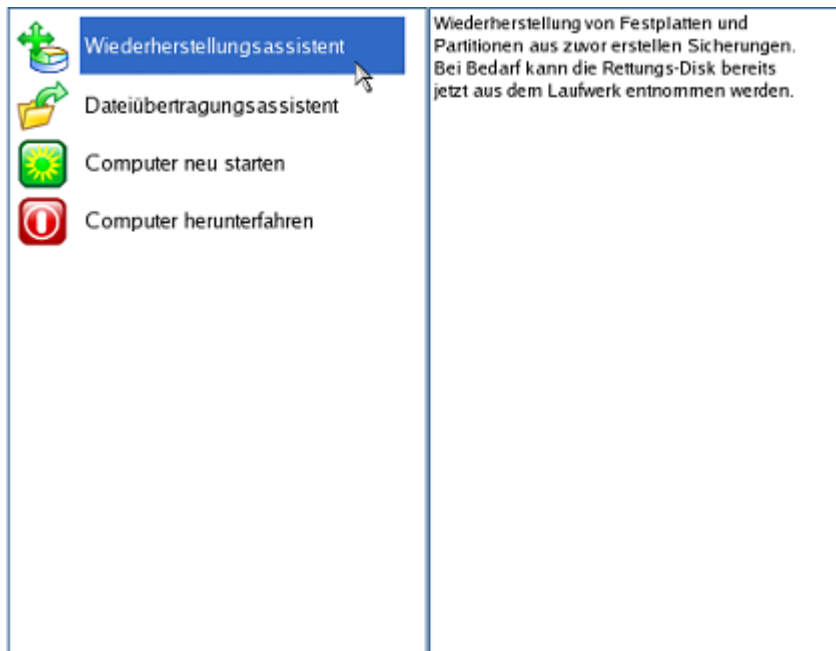 Wiederherstellungsassistent
Dateiübertragungsassistent
Computer neu starten
Computer herunterfahren
Wiederherstellung von Festplatten und
Partitionen aus zuvor erstellen Sicherungen.
Bei Bedarf kann die Rettungs-Disk bereits
jetzt aus dem Laufwerk entnommen werden.